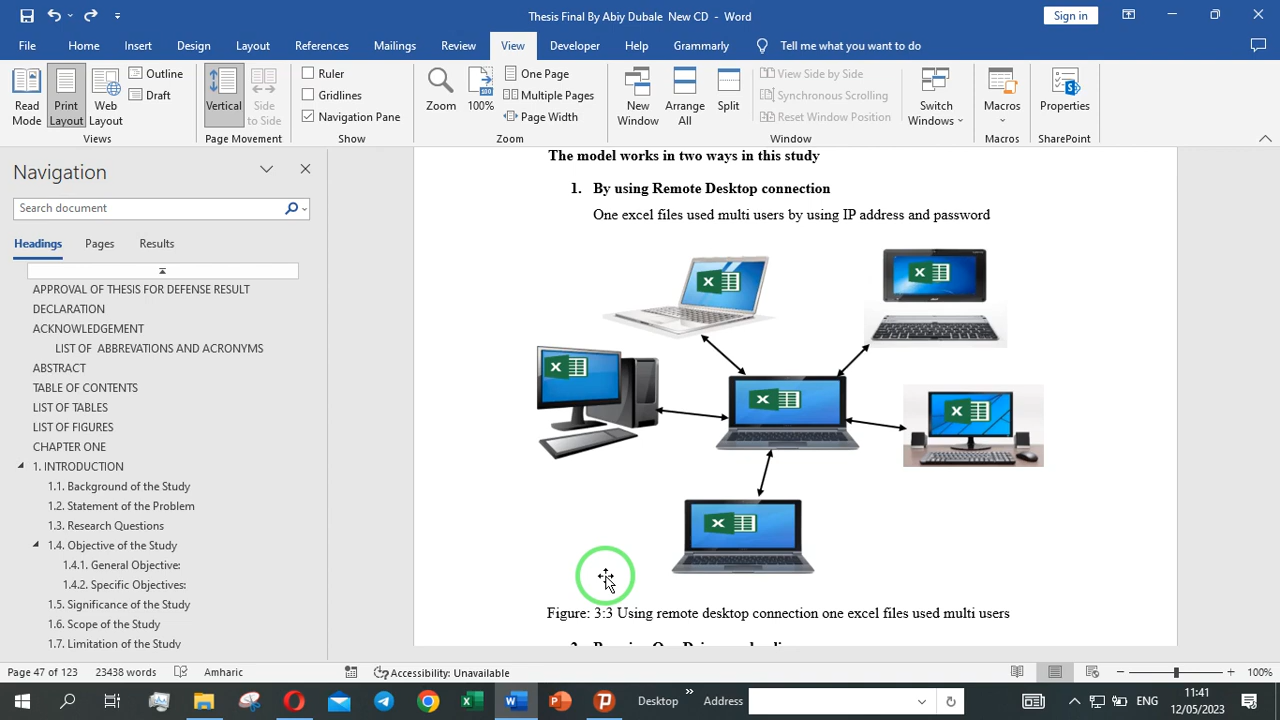 Thesis Final By Abiy Dubale New CD - Word
Sign in
File Home Insert Design Layout References Mailings Review View Developer Help Grammarly Tell me what you want to do
Read Mode
Print Layout
Web Layout
Outline
Draft
Views
Vertical
Side to Side
Page Movement
Ruler
Gridlines
Navigation Pane
Show
Zoom
100%
One Page
Multiple Pages
Page Width
Zoom
New Window
Arrange All
Split
View Side by Side
Synchronous Scrolling
Reset Window Position
Window
Switch Windows
Macros
Macros
Properties
SharePoint
Navigation
Search document
Headings Pages Results
APPROVAL OF THESIS FOR DEFENSE RESULT
DECLARATION
ACKNOWLEDGEMENT
LIST OF ABBREVATIONS AND ACRONYMS
ABSTRACT
TABLE OF CONTENTS
LIST OF TABLES
LIST OF FIGURES
CHAPTER ONE
1. INTRODUCTION
1.1. Background of the Study
1.2. Statement of the Problem
1.3. Research Questions
1.4. Objective of the Study
1.4.1. General Objective:
1.4.2. Specific Objectives:
1.5. Significance of the Study
1.6. Scope of the Study
1.7. Limitation of the Study
The model works in two ways in this study
1. By using Remote Desktop connection
One excel files used multi users by using IP address and password
Figure: 3:3 Using remote desktop connection one excel files used multi users
Page 47 of 123 23438 words Amharic Accessibility: Unavailable 100%
Desktop Address ENG
11:41
12/05/2023